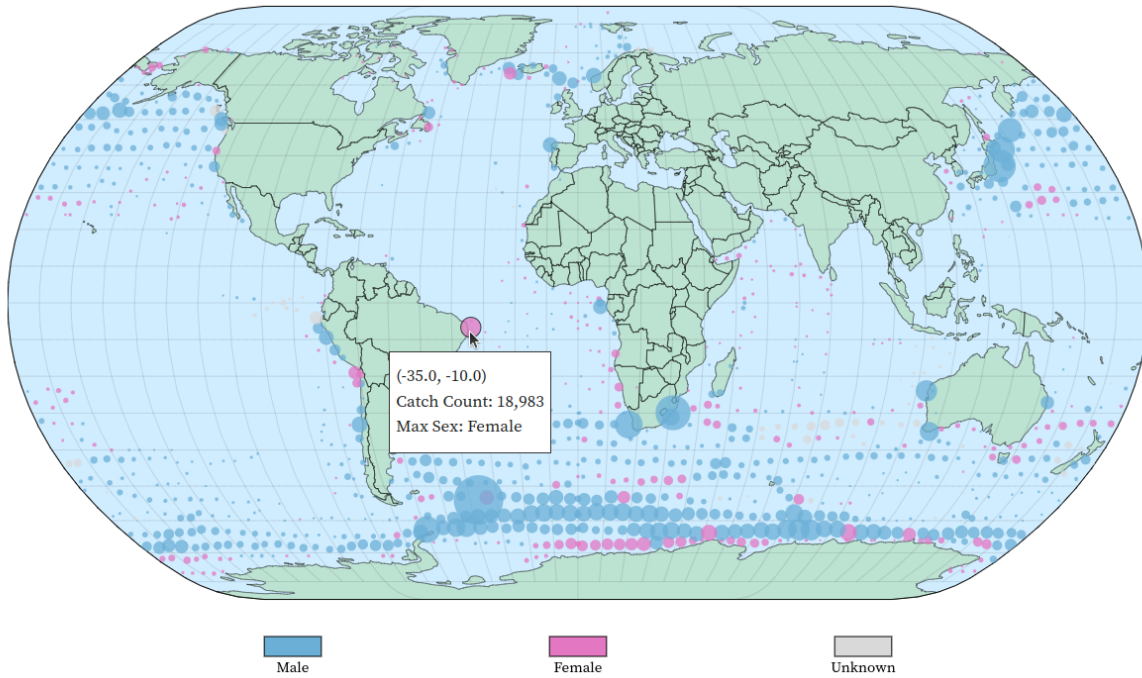 (-35.0, -10.0)
Catch Count: 18,983
Max Sex: Female
Male
Female
Unknown